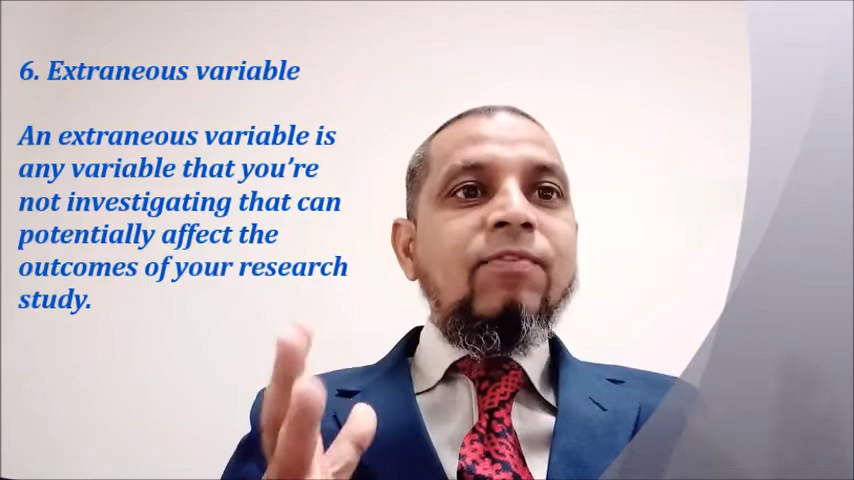 6. Extraneous variable
An extraneous variable is
any variable that you're
not investigating that can
potentially affect the
outcomes of your research
study.